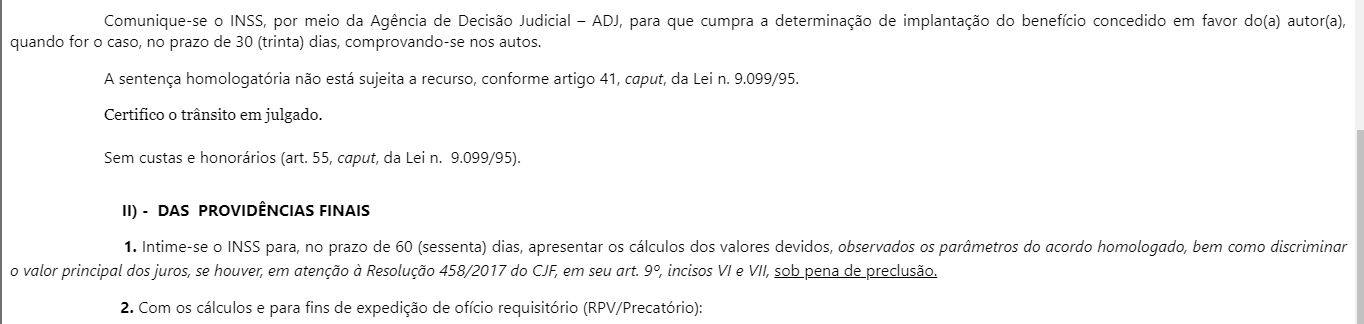 Comunique-se o INSS, por meio da Agência de Decisão Judicial – ADJ, para que cumpra a determinação de implantação do benefício concedido em favor do(a) autor(a),
quando for o caso, no prazo de 30 (trinta) dias, comprovando-se nos autos.
A sentença homologatória não está sujeita a recurso, conforme artigo 41, caput, da Lei n. 9.099/95.
Certifico o trânsito em julgado.
Sem custas e honorários (art. 55, caput, da Lei n. 9.099/95).
II) - DAS PROVIDÊNCIAS FINAIS
1. Intime-se o INSS para, no prazo de 60 (sessenta) dias, apresentar os cálculos dos valores devidos, observados os parâmetros do acordo homologado, bem como discriminar
o valor principal dos juros, se houver, em atenção à Resolução 458/2017 do CJF, em seu art. 9º, incisos VI e VII, sob pena de preclusão.
2. Com os cálculos e para fins de expedição de ofício requisitório (RPV/Precatório):